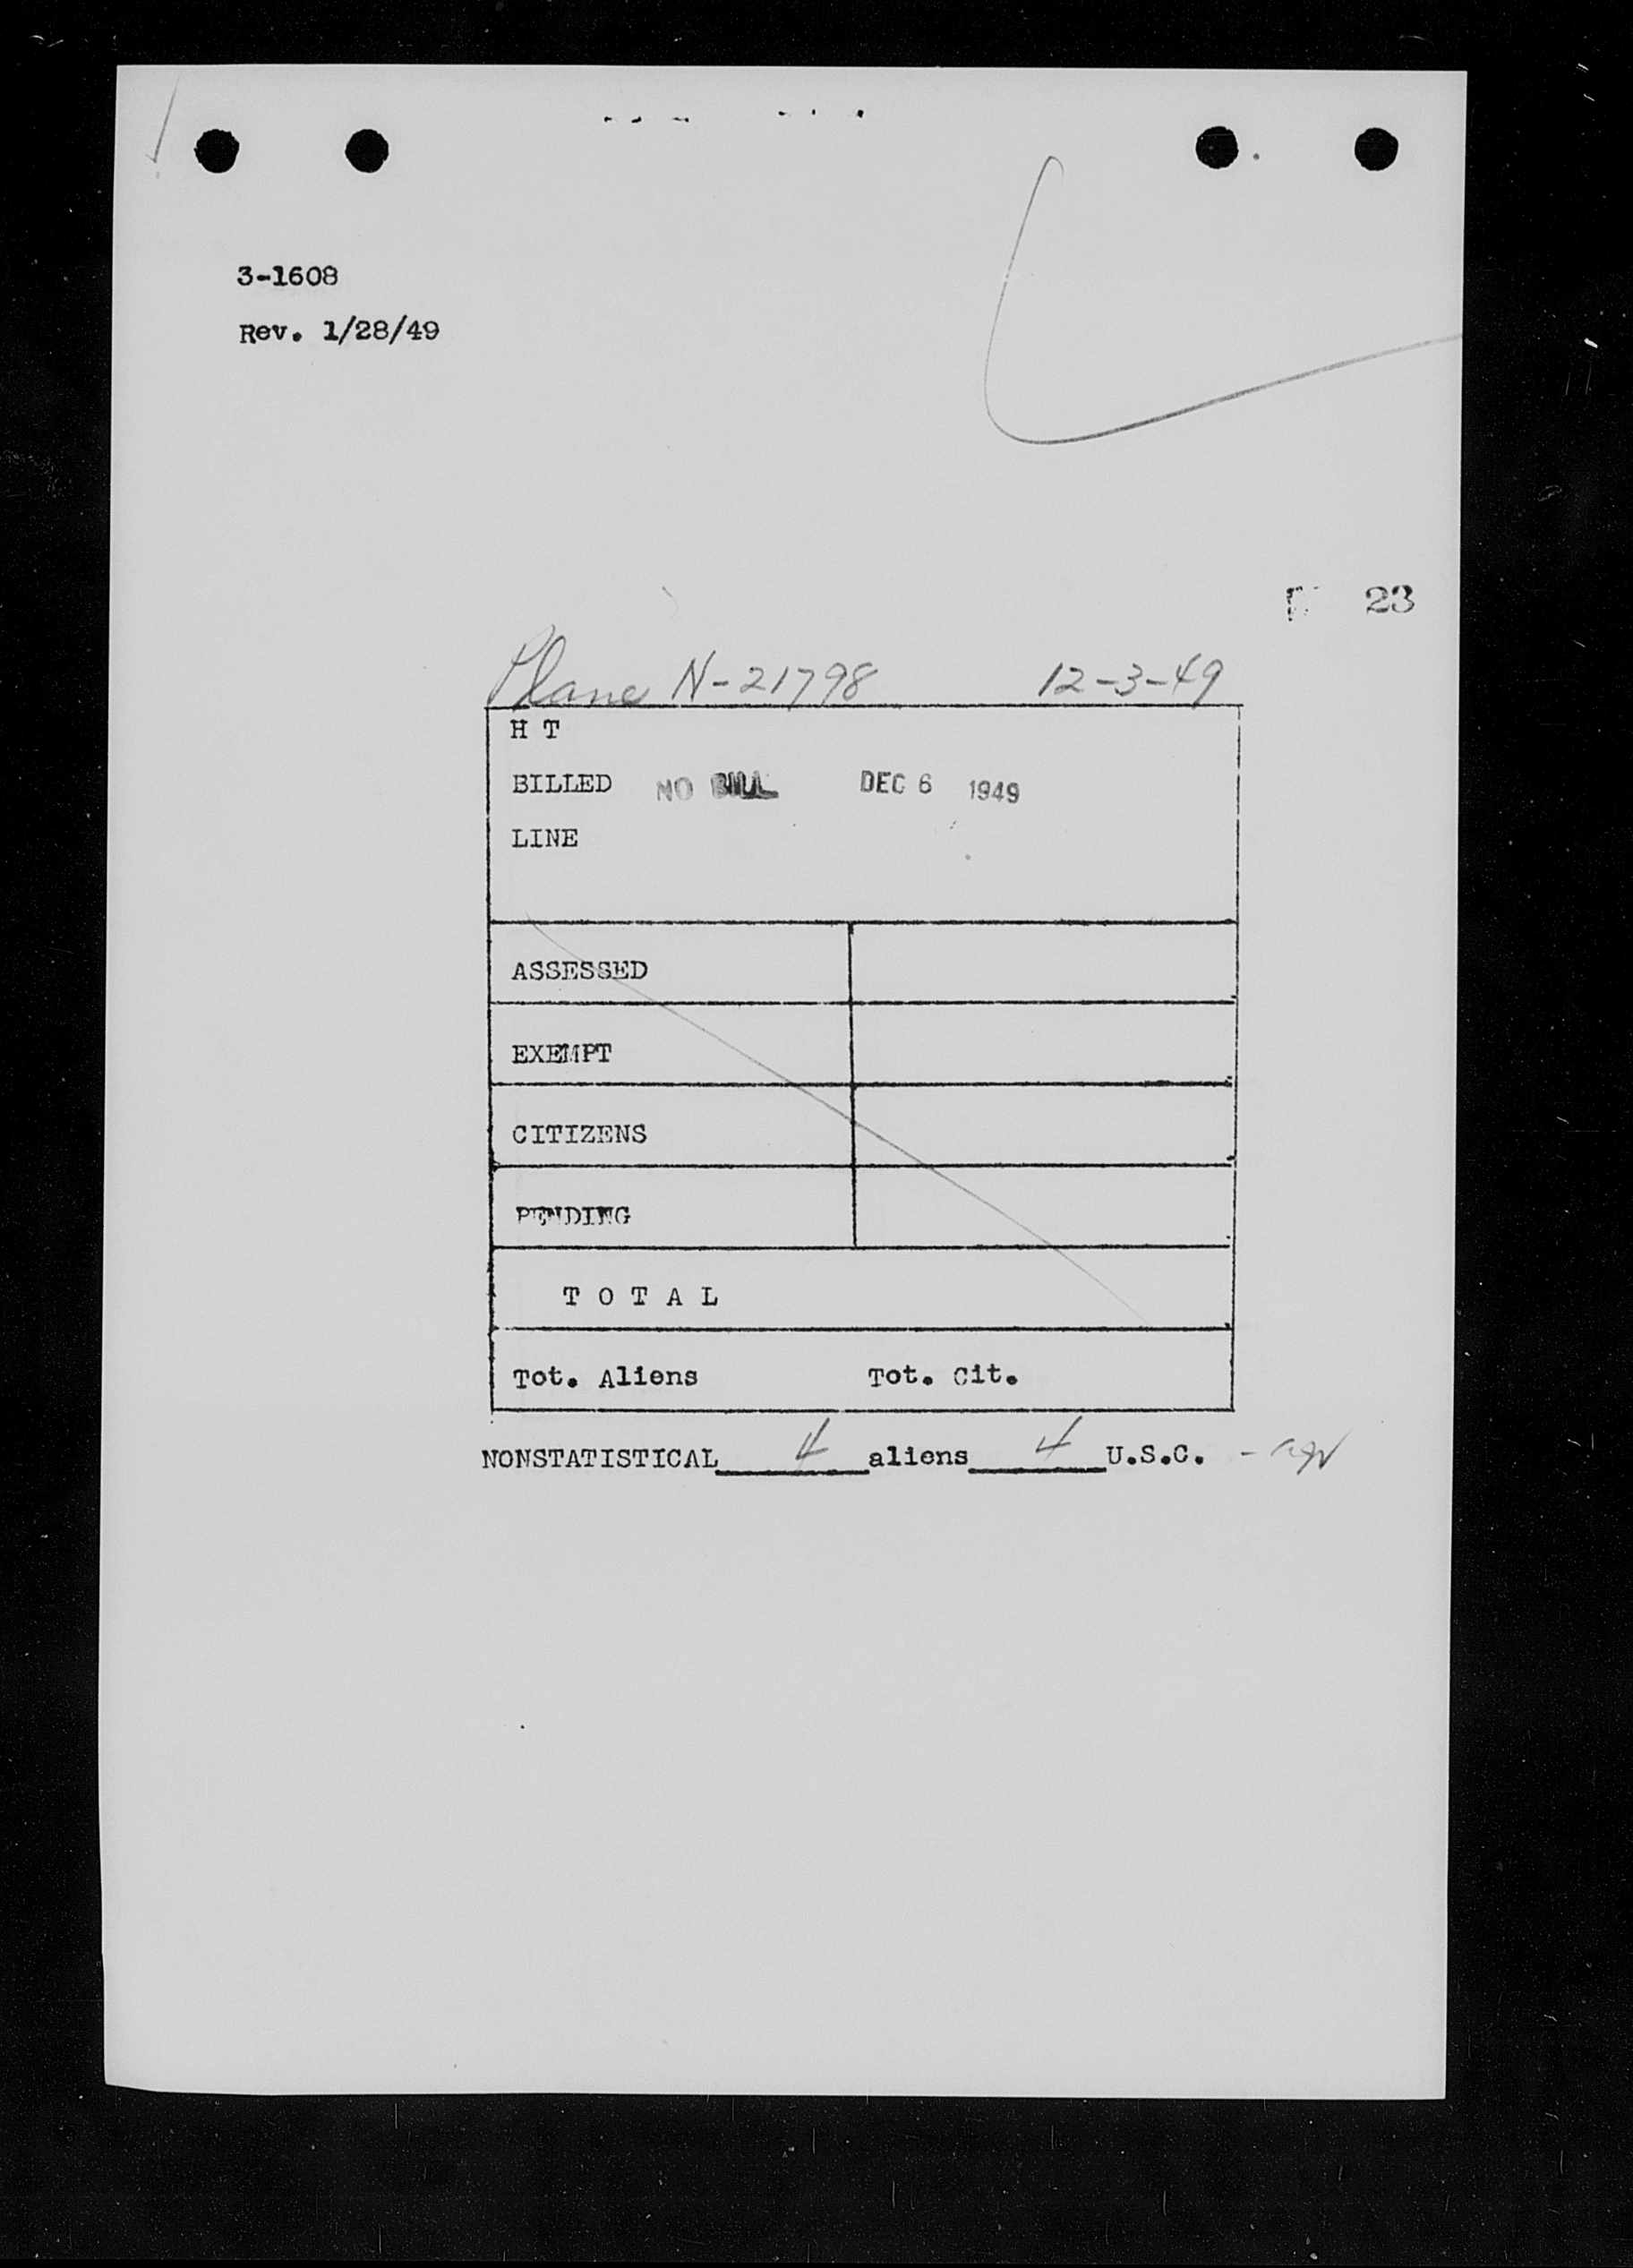 3-1608
Rev. 1/28/49
23
Plane N-21798 12-3-49
H T
BILLED NO BILL DEC 6 1949
LINE
ASSESSED
EXEMPT
CITIZENS
PENDING
T O T A L
Tot. Aliens Tot. Cit.
NONSTATISTICAL 4 aliens 4 U.S.C. -